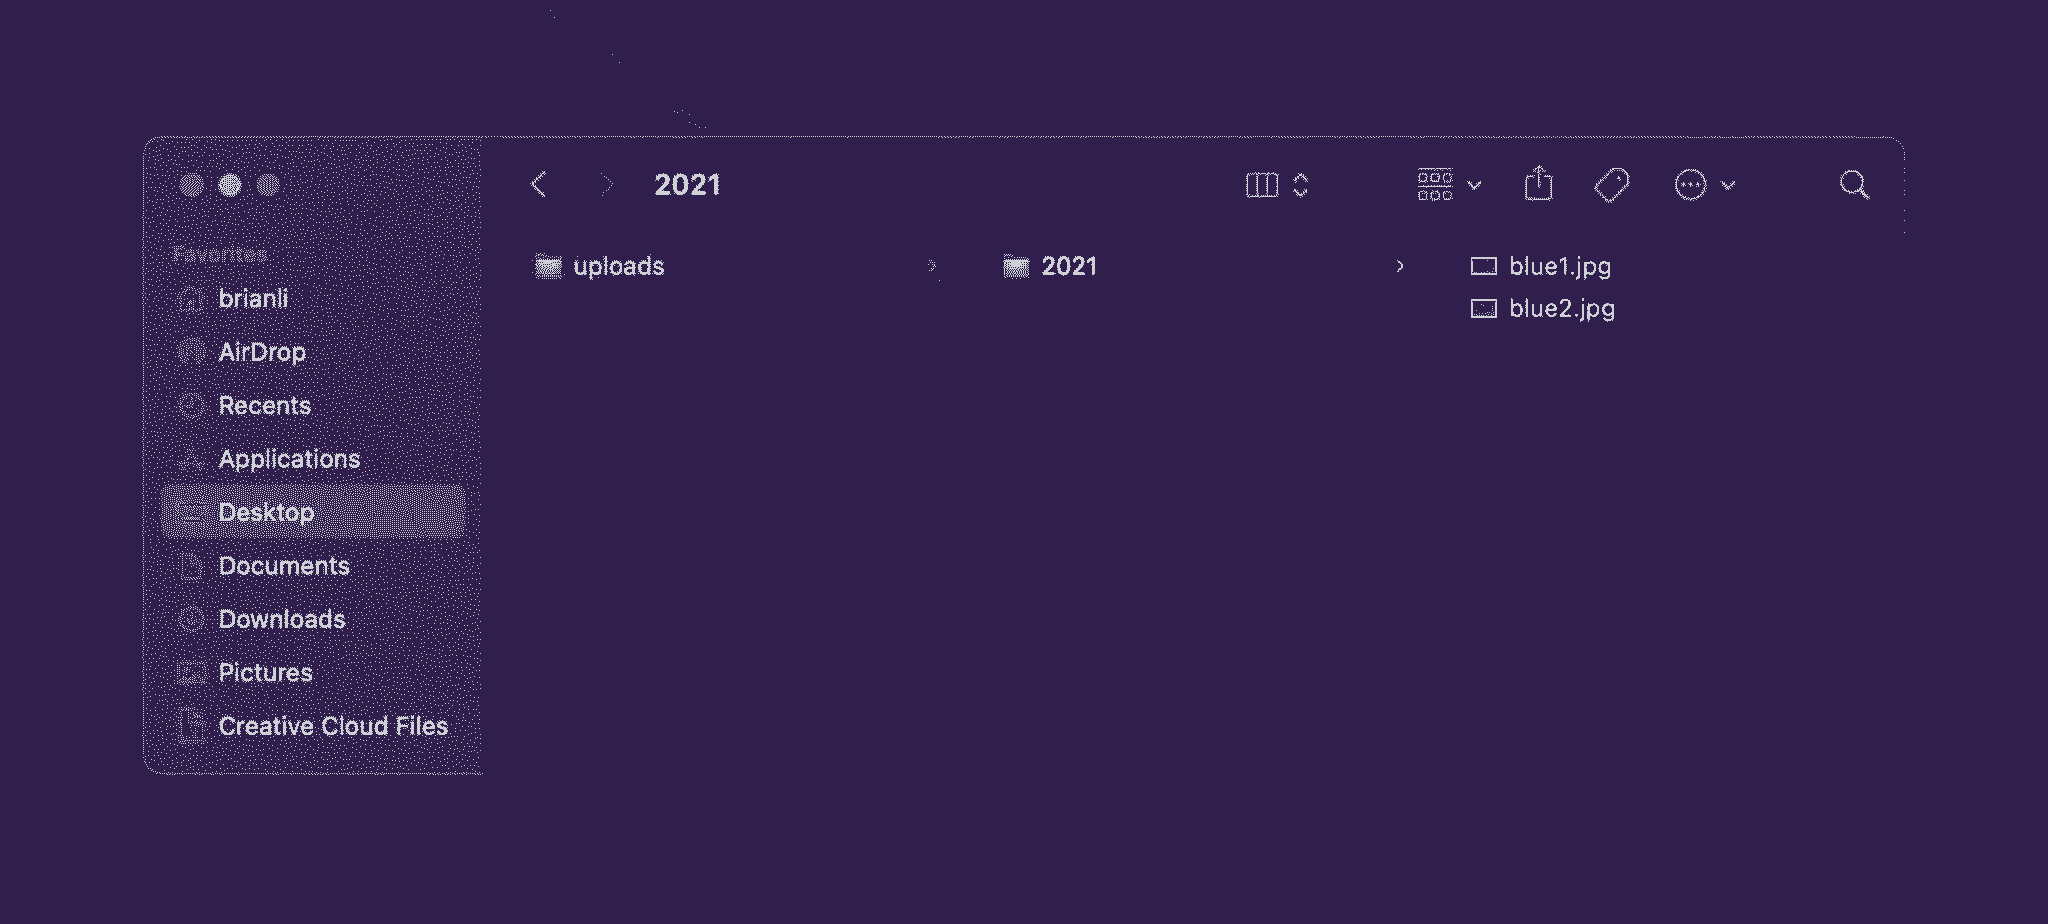 2021
Favorites
brianli
AirDrop
Recents
Applications
Desktop
Documents
Downloads
Pictures
Creative Cloud Files
uploads
2021
blue1.jpg
blue2.jpg